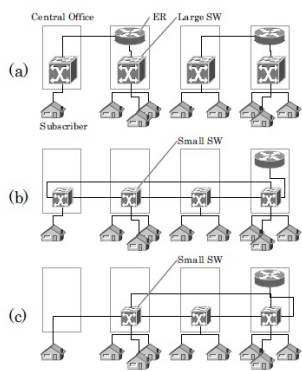 Central Office
ER
Large SW
(a)
Subscriber
Small SW
(b)
Small SW
(c)